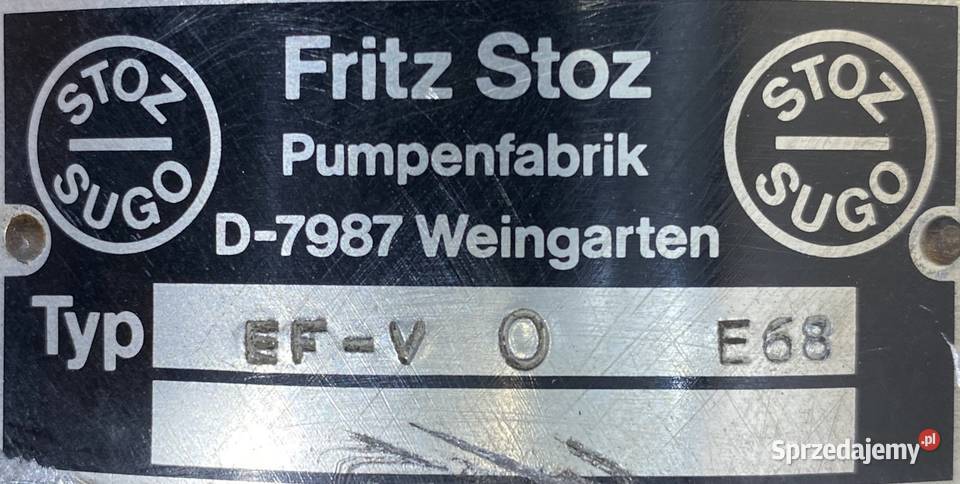 STOZ
SUGO
Fritz Stoz
Pumpenfabrik
D-7987 Weingarten
STOZ
SUGO
Typ EF-V O E68
Sprzedajemy.pl